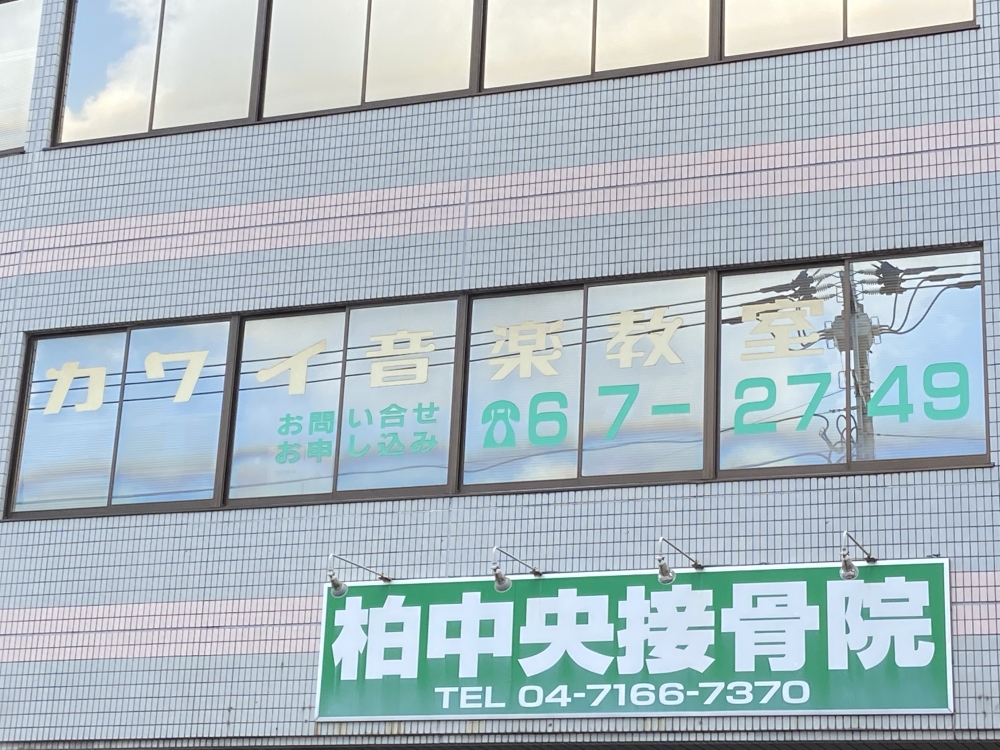 カワイ音楽教室
お問い合せ
お申し込み
☎67-2749
柏中央接骨院
TEL 04-7166-7370